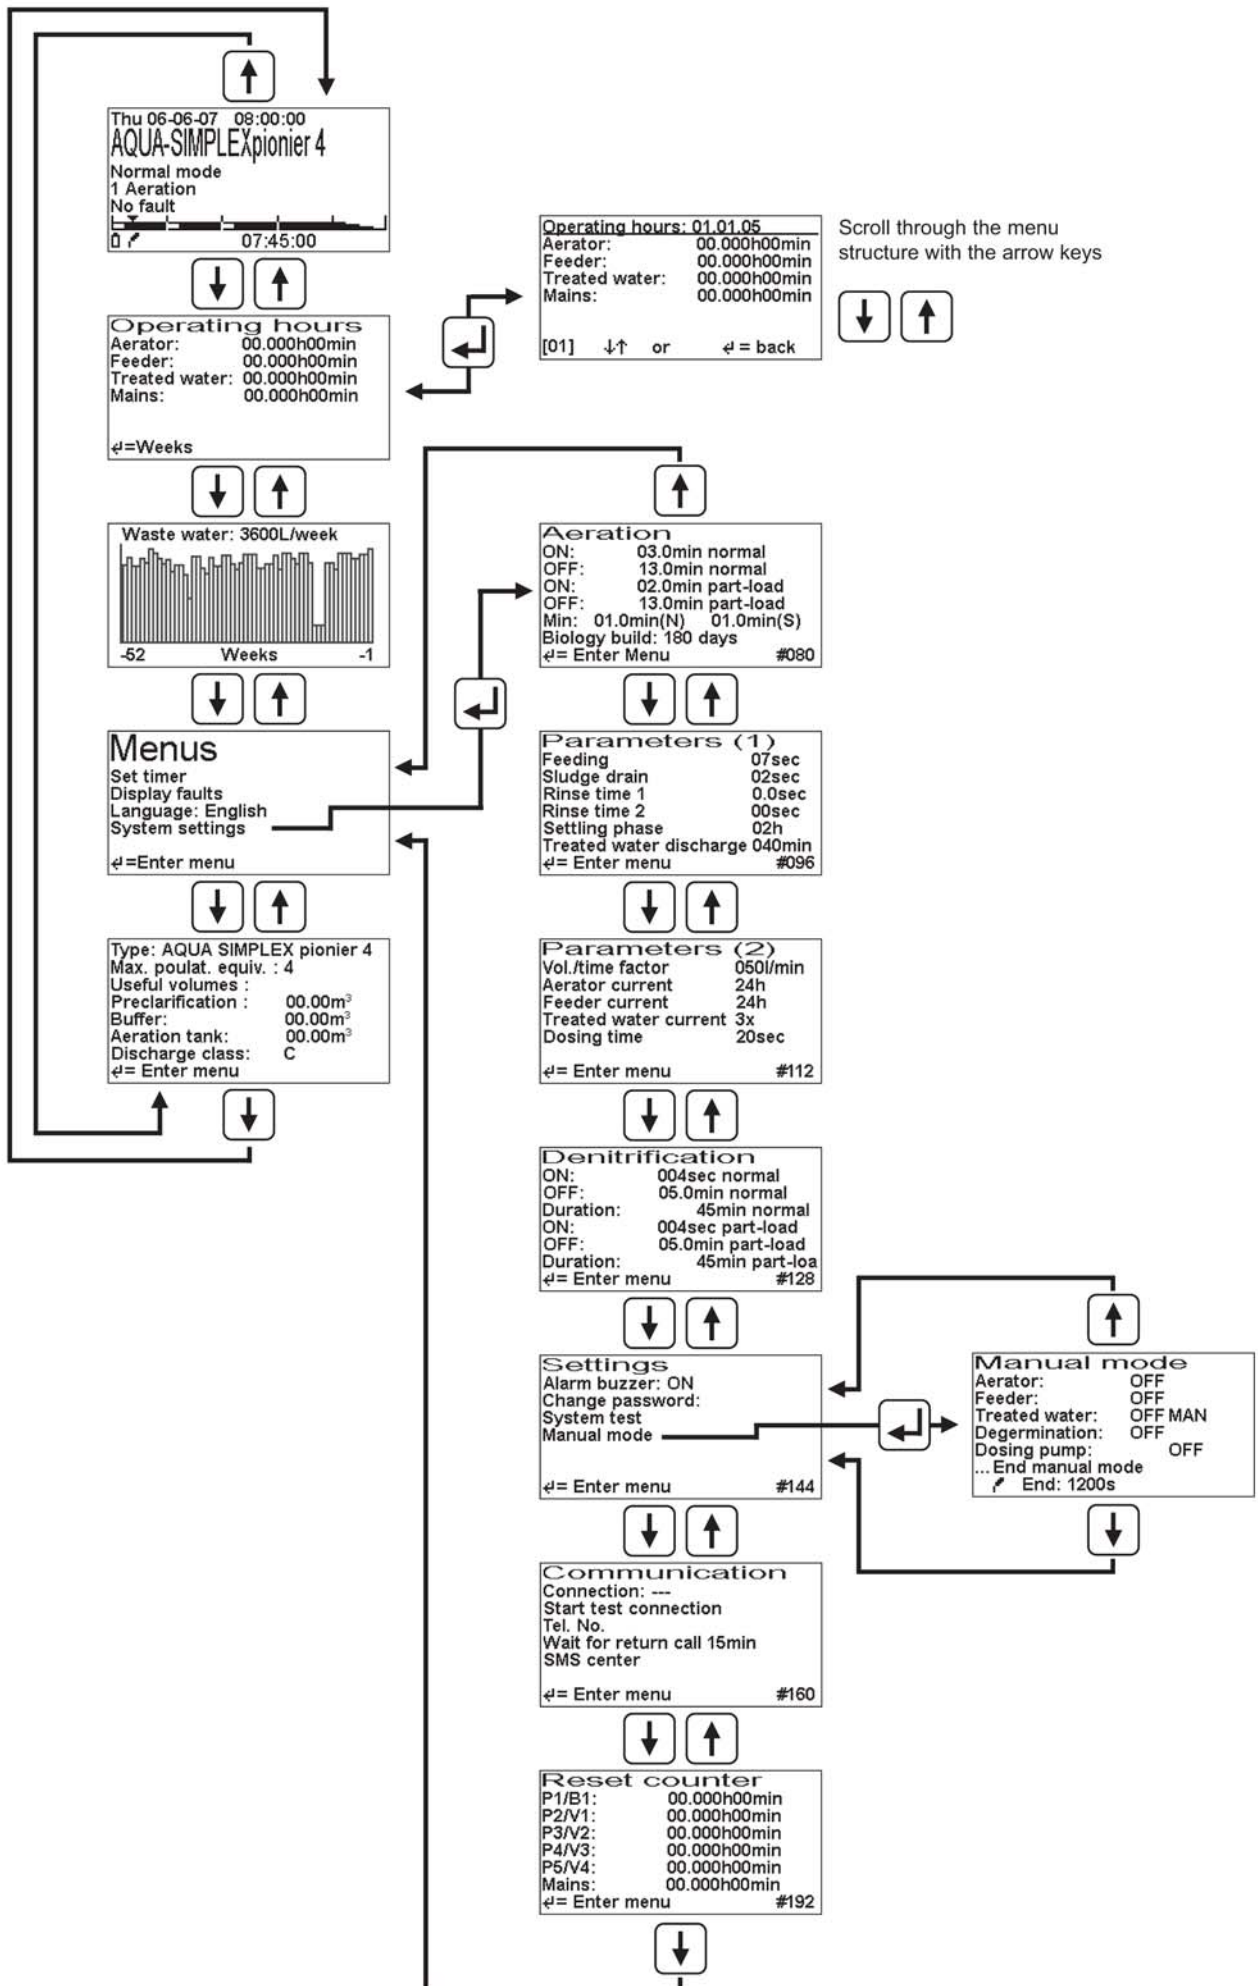 Thu 06-06-07 08:00:00
AQUA-SIMPLEXpionier 4
Normal mode
1 Aeration
No fault
07:45:00
Operating hours
Aerator: 00.000h00min
Feeder: 00.000h00min
Treated water: 00.000h00min
Mains: 00.000h00min
↵=Weeks
Operating hours: 01.01.05
Aerator: 00.000h00min
Feeder: 00.000h00min
Treated water: 00.000h00min
Mains: 00.000h00min
[01] ↓↑ or ↵ = back
Scroll through the menu
structure with the arrow keys
Waste water: 3600L/week
-52 Weeks -1
Menus
Set timer
Display faults
Language: English
System settings
↵=Enter menu
Type: AQUA SIMPLEX pionier 4
Max. poulat. equiv. : 4
Useful volumes :
Preclarification : 00.00m³
Buffer: 00.00m³
Aeration tank: 00.00m³
Discharge class: C
↵= Enter menu
Aeration
ON: 03.0min normal
OFF: 13.0min normal
ON: 02.0min part-load
OFF: 13.0min part-load
Min: 01.0min(N) 01.0min(S)
Biology build: 180 days
↵= Enter Menu #080
Parameters (1)
Feeding 07sec
Sludge drain 02sec
Rinse time 1 0.0sec
Rinse time 2 00sec
Settling phase 02h
Treated water discharge 040min
↵= Enter menu #096
Parameters (2)
Vol./time factor 050l/min
Aerator current 24h
Feeder current 24h
Treated water current 3x
Dosing time 20sec
↵= Enter menu #112
Denitrification
ON: 004sec normal
OFF: 05.0min normal
Duration: 45min normal
ON: 004sec part-load
OFF: 05.0min part-load
Duration: 45min part-loa
↵= Enter menu #128
Settings
Alarm buzzer: ON
Change password:
System test
Manual mode
↵= Enter menu #144
Manual mode
Aerator: OFF
Feeder: OFF
Treated water: OFF MAN
Degermination: OFF
Dosing pump: OFF
...End manual mode
End: 1200s
Communication
Connection: ---
Start test connection
Tel. No.
Wait for return call 15min
SMS center
↵= Enter menu #160
Reset counter
P1/B1: 00.000h00min
P2/V1: 00.000h00min
P3/V2: 00.000h00min
P4/V3: 00.000h00min
P5/V4: 00.000h00min
Mains: 00.000h00min
↵= Enter menu #192